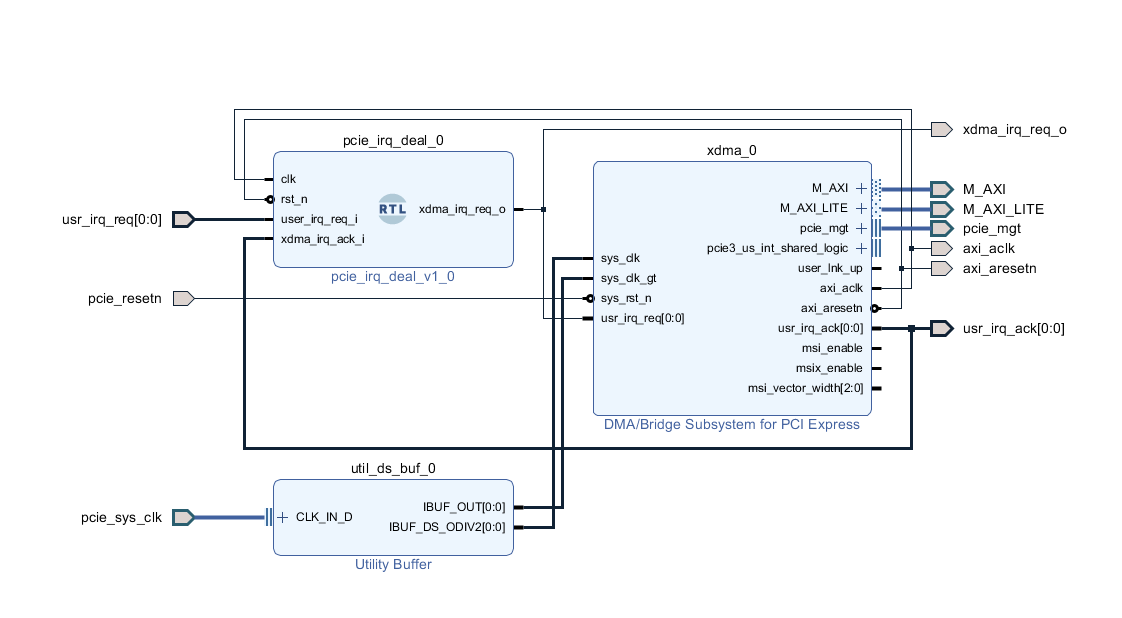 pcie_irq_deal_0
clk
rst_n
user_irq_req_i
xdma_irq_ack_i
RTL
xdma_irq_req_o
pcie_irq_deal_v1_0
usr_irq_req[0:0]
pcie_resetn
xdma_0
sys_clk
sys_clk_gt
sys_rst_n
usr_irq_req[0:0]
M_AXI
M_AXI_LITE
pcie_mgt
pcie3_us_int_shared_logic
user_lnk_up
axi_aclk
axi_aresetn
usr_irq_ack[0:0]
msi_enable
msix_enable
msi_vector_width[2:0]
DMA/Bridge Subsystem for PCI Express
xdma_irq_req_o
M_AXI
M_AXI_LITE
pcie_mgt
axi_aclk
axi_aresetn
usr_irq_ack[0:0]
util_ds_buf_0
pcie_sys_clk
CLK_IN_D
IBUF_OUT[0:0]
IBUF_DS_ODIV2[0:0]
Utility Buffer